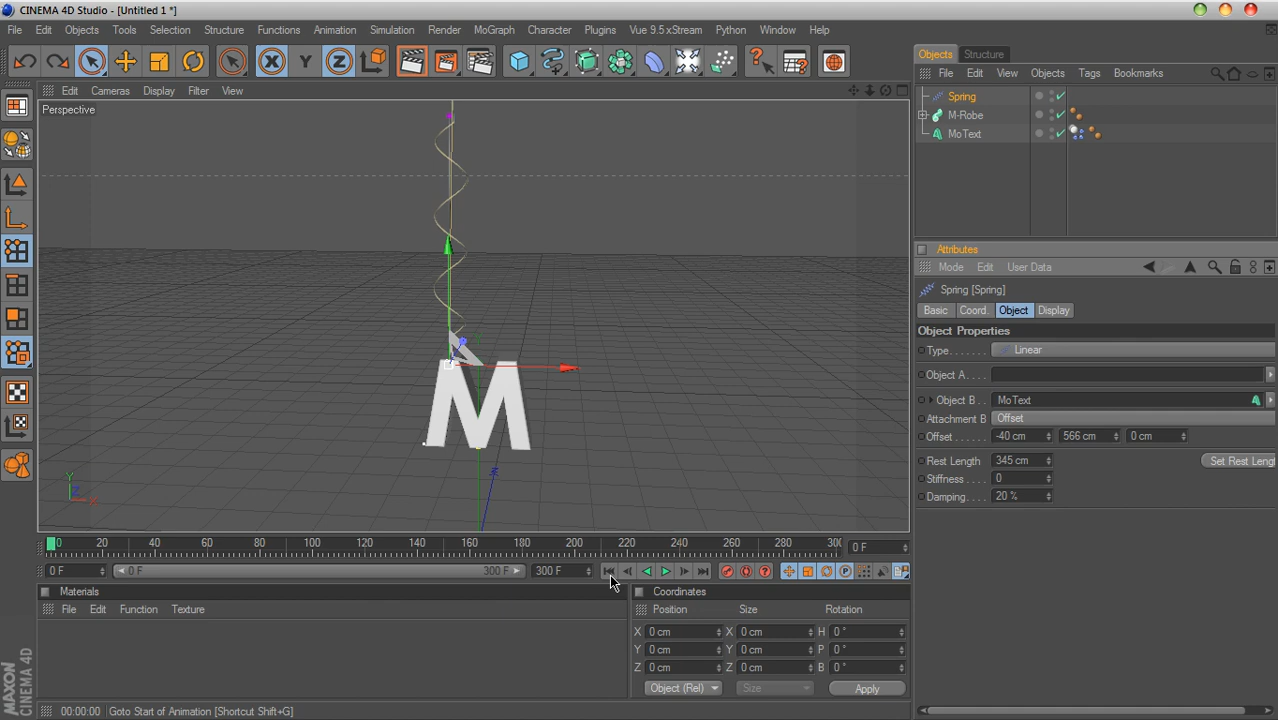 CINEMA 4D Studio - [Untitled 1 *]
File Edit Objects Tools Selection Structure Functions Animation Simulation Render MoGraph Character Plugins Vue 9.5 xStream Python Window Help
Objects Structure
File Edit View Objects Tags Bookmarks
Edit Cameras Display Filter View
Perspective
Spring
M-Robe
MoText
X Y Z
M
Y
Z
X
Attributes
Mode Edit User Data
Spring [Spring]
Basic Coord. Object Display
Object Properties
Type Linear
Object A
Object B MoText
Attachment B Offset
Offset -40 cm 566 cm 0 cm
Rest Length 345 cm Set Rest Lengt
Stiffness 0
Damping 20 %
0 20 40 60 80 100 120 140 160 180 200 220 240 260 280 300 0 F
0 F 0 F 300 F 300 F
Materials
File Edit Function Texture
Coordinates
Position Size Rotation
X 0 cm X 0 cm H 0 °
Y 0 cm Y 0 cm P 0 °
Z 0 cm Z 0 cm B 0 °
Object (Rel) Size Apply
MAXON
CINEMA 4D
00:00:00 Goto Start of Animation [Shortcut Shift+G]